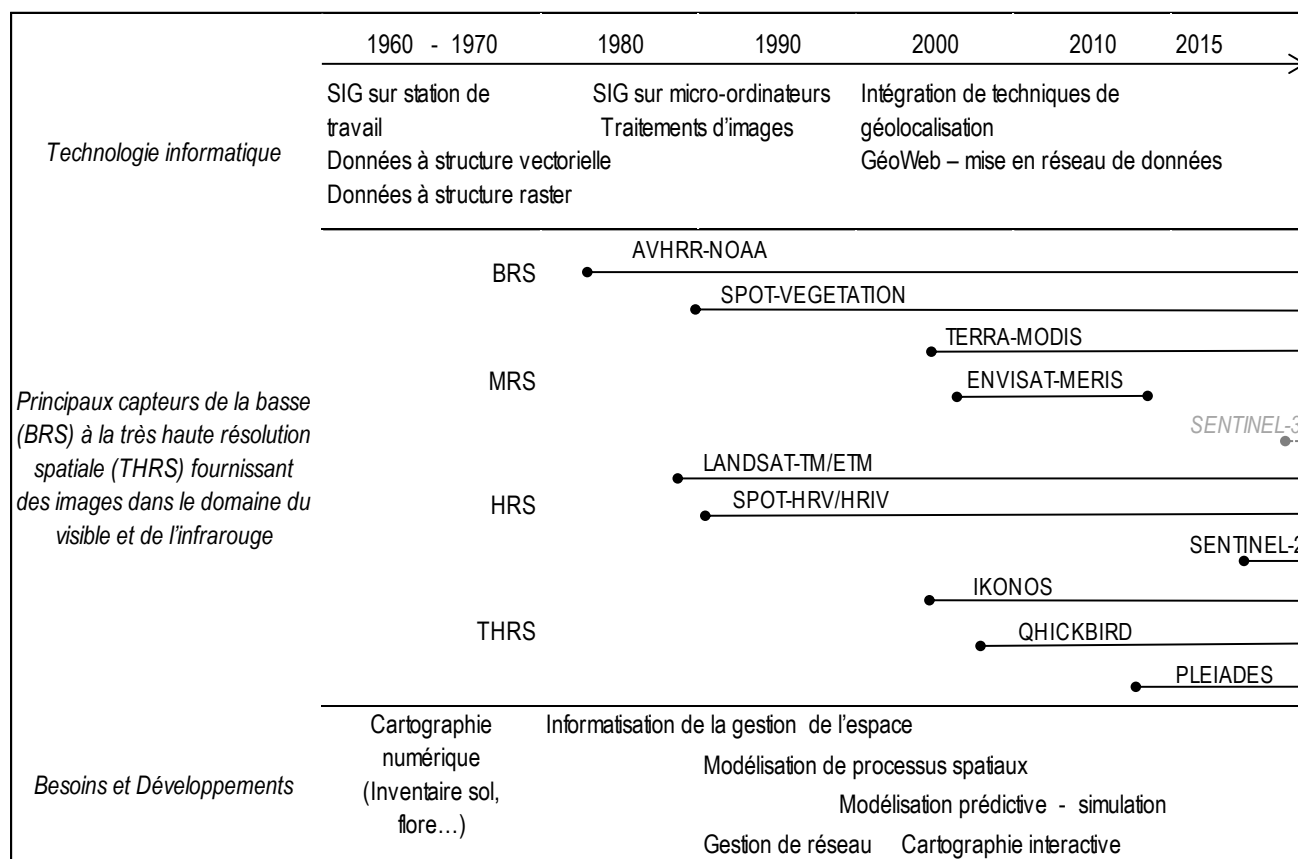 1960 - 1970 1980 1990 2000 2010 2015
Technologie informatique
SIG sur station de
travail
Données à structure vectorielle
Données à structure raster
SIG sur micro-ordinateurs
Traitements d'images
Intégration de techniques de
géolocalisation
GéoWeb – mise en réseau de données
Principaux capteurs de la basse
(BRS) à la très haute résolution
spatiale (THRS) fournissant
des images dans le domaine du
visible et de l'infrarouge
BRS
AVHRR-NOAA
SPOT-VEGETATION
MRS
TERRA-MODIS
ENVISAT-MERIS
SENTINEL-3
HRS
LANDSAT-TM/ETM
SPOT-HRV/HRIV
SENTINEL-2
THRS
IKONOS
QHICKBIRD
PLEIADES
Besoins et Développements
Cartographie
numérique
(Inventaire sol,
flore…)
Informatisation de la gestion de l'espace
Modélisation de processus spatiaux
Modélisation prédictive - simulation
Gestion de réseau Cartographie interactive